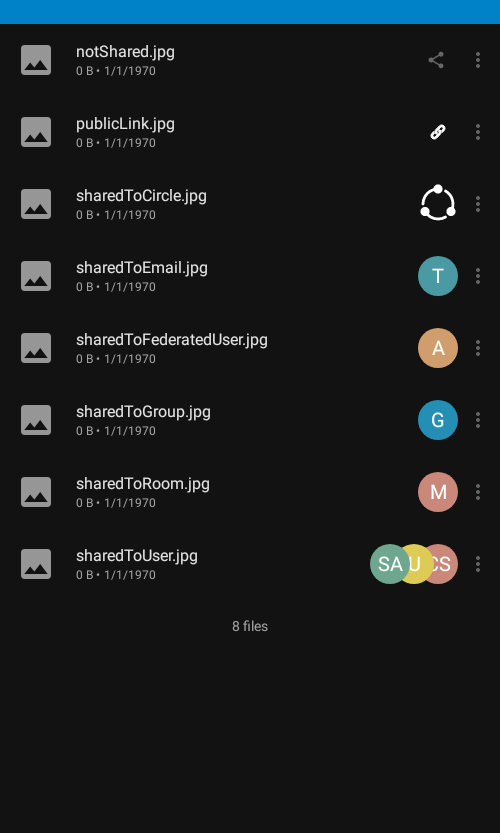 notShared.jpg
0 B • 1/1/1970
publicLink.jpg
0 B • 1/1/1970
sharedToCircle.jpg
0 B • 1/1/1970
sharedToEmail.jpg
0 B • 1/1/1970
T
sharedToFederatedUser.jpg
0 B • 1/1/1970
A
sharedToGroup.jpg
0 B • 1/1/1970
G
sharedToRoom.jpg
0 B • 1/1/1970
M
sharedToUser.jpg
0 B • 1/1/1970
SA U CS
8 files